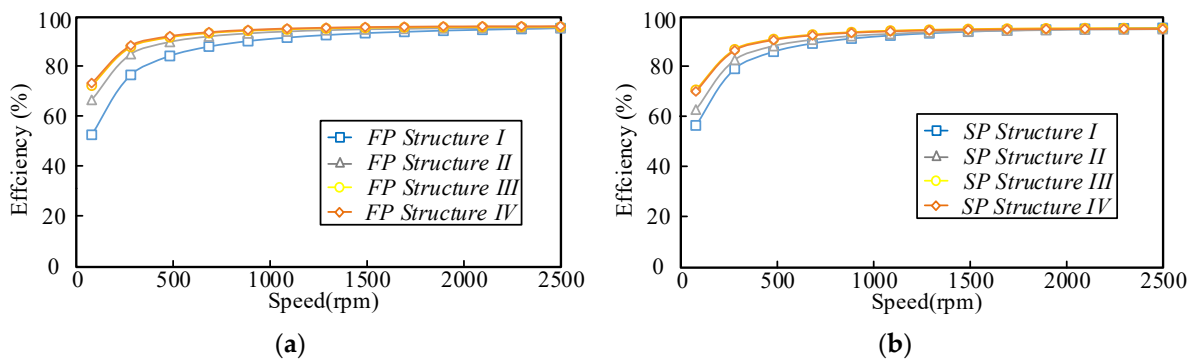 100
80
60
40
20
0
Effciency (%)
0 500 1000 1500 2000 2500
Speed(rpm)
FP Structure I
FP Structure II
FP Structure III
FP Structure IV
(a)
100
80
60
40
20
0
Effciency (%)
0 500 1000 1500 2000 2500
Speed(rpm)
SP Structure I
SP Structure II
SP Structure III
SP Structure IV
(b)